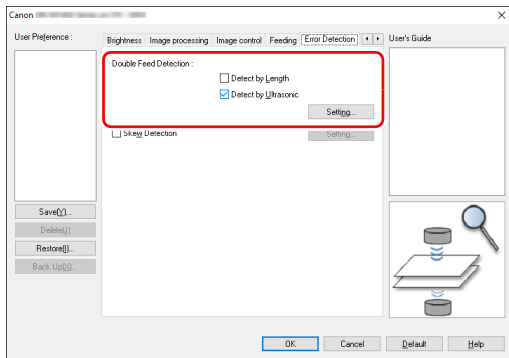 Canon
User Preference :
Brightness Image processing Image control Feeding Error Detection
User's Guide
Double Feed Detection :
Detect by Length
Detect by Ultrasonic
Setting...
Skew Detection
Setting...
Save(Y)...
Delete(J)
Restore(I)...
Back Up(X)...
OK Cancel Default Help